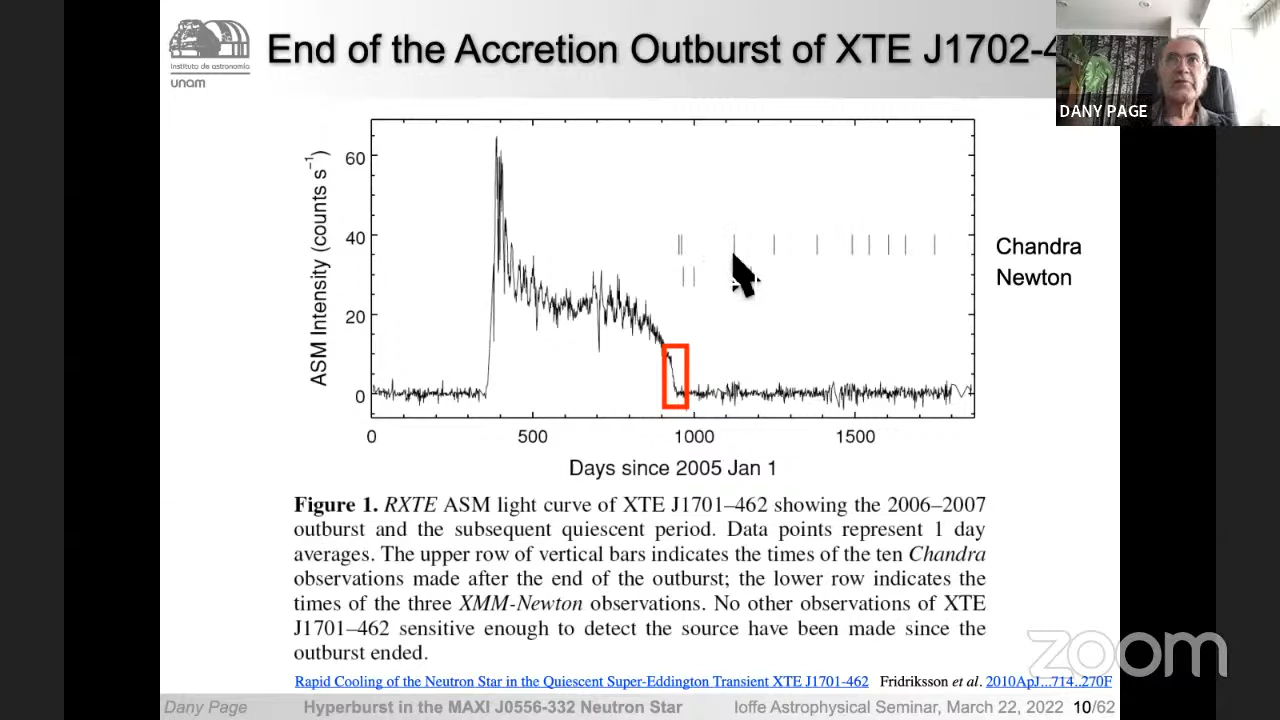 End of the Accretion Outburst of XTE J1702-4
instituto de astronomía
unam
DANY PAGE
ASM Intensity (counts s⁻¹)
60
40
20
0
Chandra
Newton
0 500 1000 1500
Days since 2005 Jan 1
Figure 1. RXTE ASM light curve of XTE J1701–462 showing the 2006–2007
outburst and the subsequent quiescent period. Data points represent 1 day
averages. The upper row of vertical bars indicates the times of the ten Chandra
observations made after the end of the outburst; the lower row indicates the
times of the three XMM-Newton observations. No other observations of XTE
J1701–462 sensitive enough to detect the source have been made since the
outburst ended.
Rapid Cooling of the Neutron Star in the Quiescent Super-Eddington Transient XTE J1701-462 Fridriksson et al. 2010ApJ...714..270F
zoom
Dany Page Hyperburst in the MAXI J0556-332 Neutron Star Ioffe Astrophysical Seminar, March 22, 2022 10/62